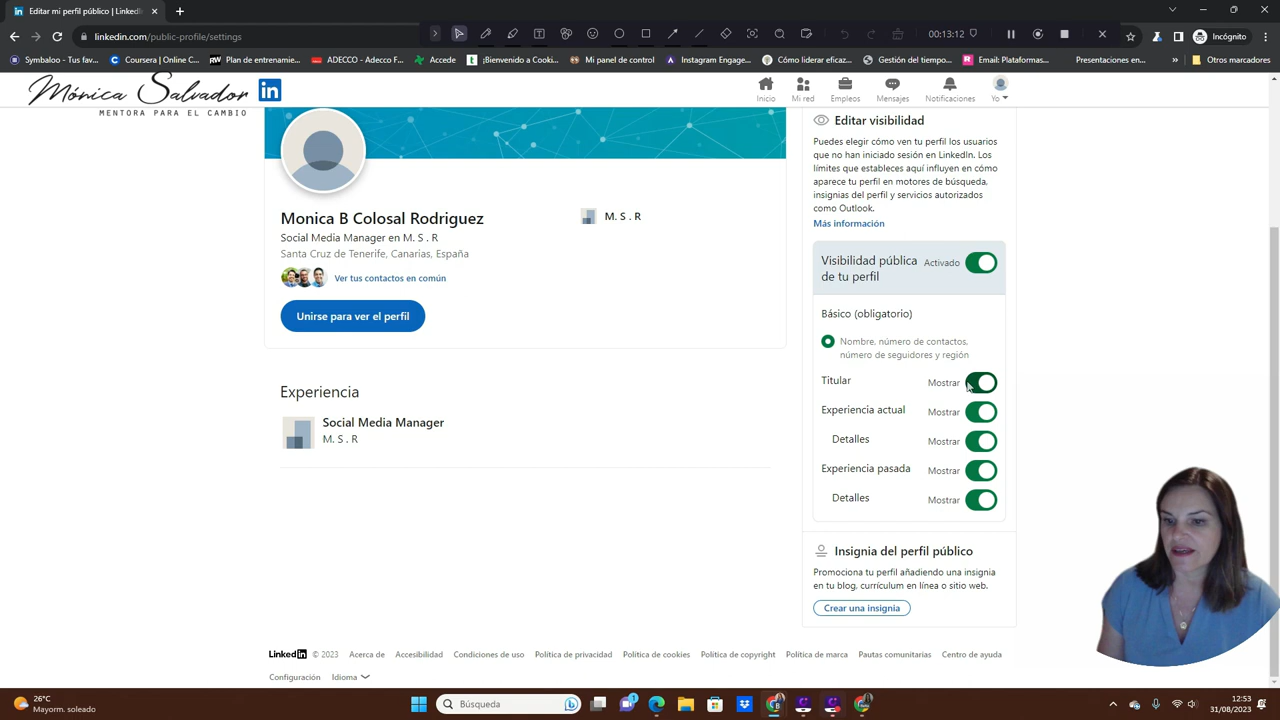 Editar mi perfil público | Linked
linkedin.com/public-profile/settings
00:13:12
Incógnito
Symbaloo - Tus fav...
Coursera | Online C...
Plan de entrenamie...
ADECCO - Adecco F...
Accede
¡Bienvenido a Cooki...
Mi panel de control
Instagram Engage...
Cómo liderar el cam...
Gestión del tiempo...
Email: Plataformas...
Presentaciones en...
Otros marcadores
Mónica Salvador
MENTORA PARA EL CAMBIO
in
Inicio
Mi red
Empleos
Mensajes
Notificaciones
Yo
Monica B Colosal Rodriguez
Social Media Manager en M. S . R
Santa Cruz de Tenerife, Canarias, España
Ver tus contactos en común
Unirse para ver el perfil
M. S . R
Experiencia
Social Media Manager
M. S . R
Editar visibilidad
Puedes elegir cómo ven tu perfil los usuarios
que no han iniciado sesión en LinkedIn. Los
límites que estableces aquí influyen en cómo
aparece tu perfil en motores de búsqueda,
insignias del perfil y servicios autorizados
como Outlook.
Más información
Visibilidad pública
de tu perfil
Activado
Básico (obligatorio)
Nombre, número de contactos,
número de seguidores y región
Titular Mostrar
Experiencia actual Mostrar
Detalles Mostrar
Experiencia pasada Mostrar
Detalles Mostrar
Insignia del perfil público
Promociona tu perfil añadiendo una insignia
en tu blog, currículum en línea o sitio web.
Crear una insignia
Linked in © 2023 Acerca de Accesibilidad Condiciones de uso Política de privacidad Política de cookies Política de copyright Política de marca Pautas comunitarias Centro de ayuda
Configuración Idioma
26°C
Mayorm. soleado
Búsqueda
1
12:53
31/08/2023